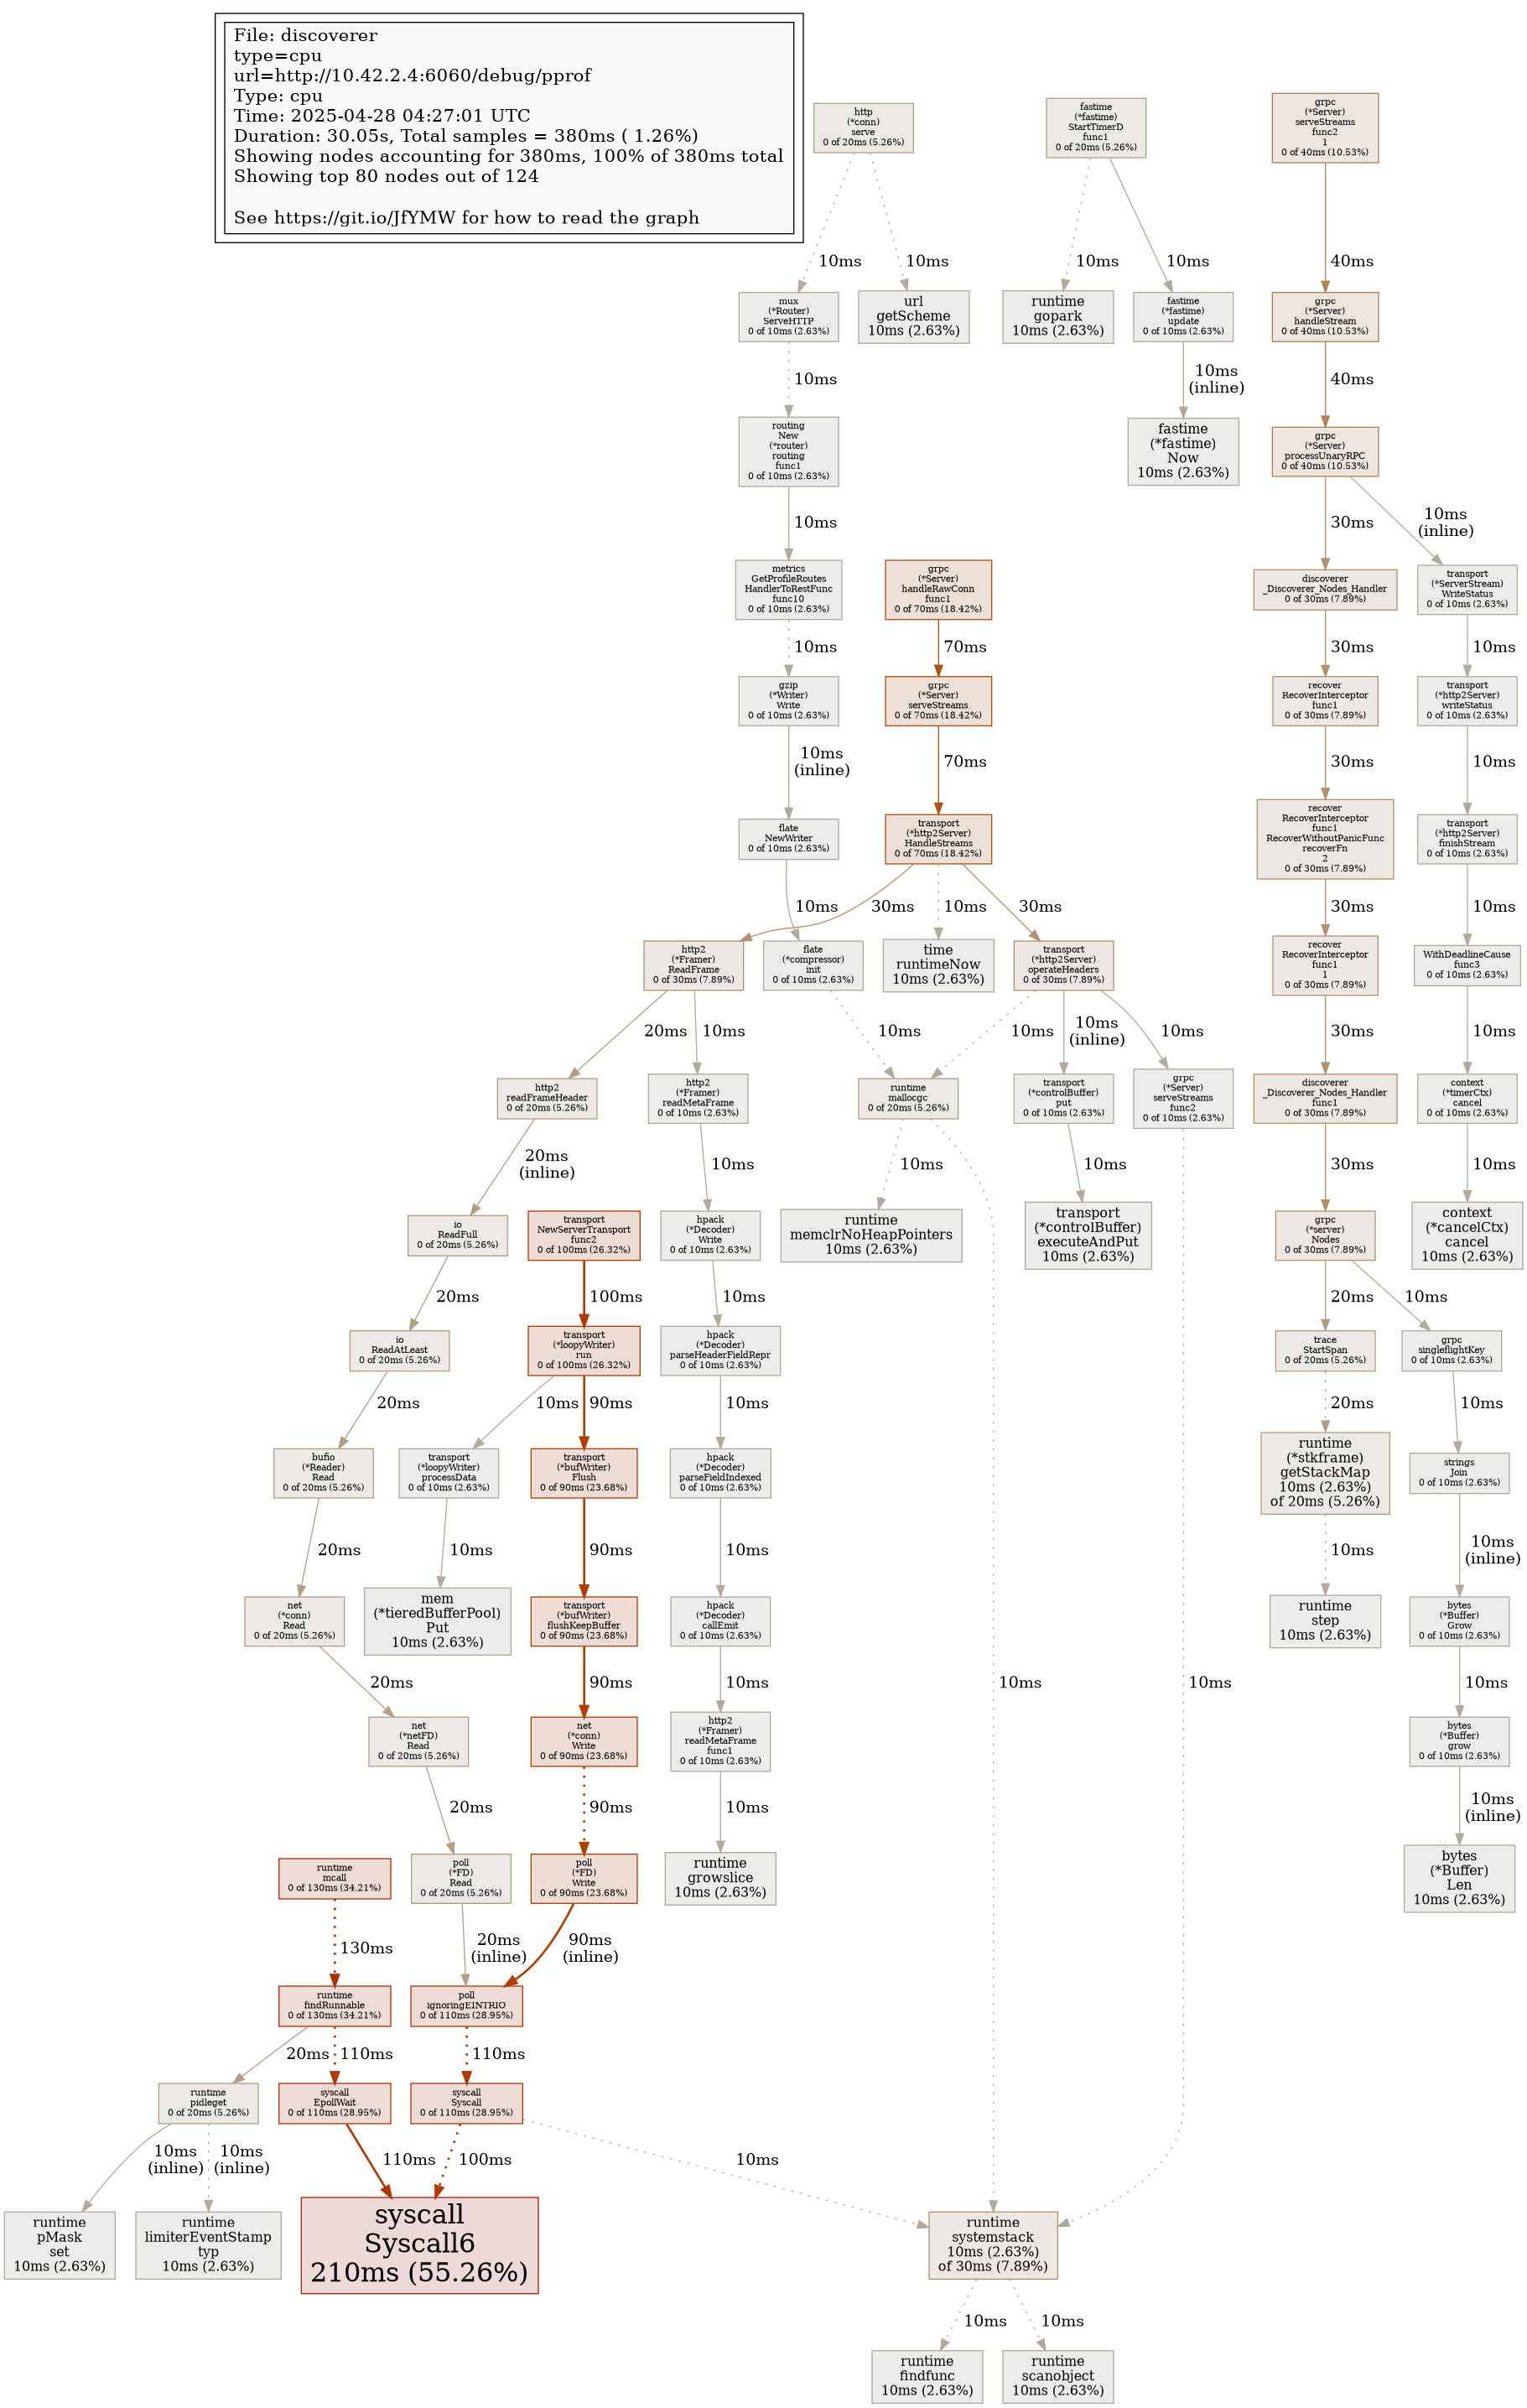 File: discoverer
type=cpu
url=http://10.42.2.4:6060/debug/pprof
Type: cpu
Time: 2025-04-28 04:27:01 UTC
Duration: 30.05s, Total samples = 380ms ( 1.26%)
Showing nodes accounting for 380ms, 100% of 380ms total
Showing top 80 nodes out of 124
See https://git.io/JfYMW for how to read the graph
http
(*conn)
serve
0 of 20ms (5.26%)
fastime
(*fastime)
StartTimerD
func1
0 of 20ms (5.26%)
grpc
(*Server)
serveStreams
func2
1
0 of 40ms (10.53%)
10ms
10ms
10ms
10ms
40ms
mux
(*Router)
ServeHTTP
0 of 10ms (2.63%)
url
getScheme
10ms (2.63%)
runtime
gopark
10ms (2.63%)
fastime
(*fastime)
update
0 of 10ms (2.63%)
grpc
(*Server)
handleStream
0 of 40ms (10.53%)
10ms
10ms
(inline)
40ms
routing
New
(*router)
routing
func1
0 of 10ms (2.63%)
fastime
(*fastime)
Now
10ms (2.63%)
grpc
(*Server)
processUnaryRPC
0 of 40ms (10.53%)
10ms
30ms
10ms
(inline)
metrics
GetProfileRoutes
HandlerToRestFunc
func10
0 of 10ms (2.63%)
grpc
(*Server)
handleRawConn
func1
0 of 70ms (18.42%)
discoverer
_Discoverer_Nodes_Handler
0 of 30ms (7.89%)
transport
(*ServerStream)
WriteStatus
0 of 10ms (2.63%)
10ms
70ms
30ms
10ms
gzip
(*Writer)
Write
0 of 10ms (2.63%)
grpc
(*Server)
serveStreams
0 of 70ms (18.42%)
recover
RecoverInterceptor
func1
0 of 30ms (7.89%)
transport
(*http2Server)
writeStatus
0 of 10ms (2.63%)
10ms
(inline)
70ms
30ms
10ms
flate
NewWriter
0 of 10ms (2.63%)
transport
(*http2Server)
HandleStreams
0 of 70ms (18.42%)
recover
RecoverInterceptor
func1
RecoverWithoutPanicFunc
recoverFn
2
0 of 30ms (7.89%)
transport
(*http2Server)
finishStream
0 of 10ms (2.63%)
10ms
30ms
10ms
30ms
30ms
10ms
http2
(*Framer)
ReadFrame
0 of 30ms (7.89%)
flate
(*compressor)
init
0 of 10ms (2.63%)
time
runtimeNow
10ms (2.63%)
transport
(*http2Server)
operateHeaders
0 of 30ms (7.89%)
recover
RecoverInterceptor
func1
1
0 of 30ms (7.89%)
WithDeadlineCause
func3
0 of 10ms (2.63%)
20ms
10ms
10ms
10ms
10ms
(inline)
10ms
30ms
10ms
http2
readFrameHeader
0 of 20ms (5.26%)
http2
(*Framer)
readMetaFrame
0 of 10ms (2.63%)
runtime
mallocgc
0 of 20ms (5.26%)
transport
(*controlBuffer)
put
0 of 10ms (2.63%)
grpc
(*Server)
serveStreams
func2
0 of 10ms (2.63%)
discoverer
_Discoverer_Nodes_Handler
func1
0 of 30ms (7.89%)
context
(*timerCtx)
cancel
0 of 10ms (2.63%)
20ms
(inline)
10ms
10ms
10ms
30ms
10ms
io
ReadFull
0 of 20ms (5.26%)
transport
NewServerTransport
func2
0 of 100ms (26.32%)
hpack
(*Decoder)
Write
0 of 10ms (2.63%)
runtime
memclrNoHeapPointers
10ms (2.63%)
transport
(*controlBuffer)
executeAndPut
10ms (2.63%)
grpc
(*server)
Nodes
0 of 30ms (7.89%)
context
(*cancelCtx)
cancel
10ms (2.63%)
20ms
100ms
10ms
20ms
10ms
io
ReadAtLeast
0 of 20ms (5.26%)
transport
(*loopyWriter)
run
0 of 100ms (26.32%)
hpack
(*Decoder)
parseHeaderFieldRepr
0 of 10ms (2.63%)
trace
StartSpan
0 of 20ms (5.26%)
grpc
singleflightKey
0 of 10ms (2.63%)
20ms
10ms
90ms
10ms
20ms
10ms
bufio
(*Reader)
Read
0 of 20ms (5.26%)
transport
(*loopyWriter)
processData
0 of 10ms (2.63%)
transport
(*bufWriter)
Flush
0 of 90ms (23.68%)
hpack
(*Decoder)
parseFieldIndexed
0 of 10ms (2.63%)
runtime
(*stkframe)
getStackMap
10ms (2.63%)
of 20ms (5.26%)
strings
Join
0 of 10ms (2.63%)
20ms
10ms
90ms
10ms
10ms
10ms
(inline)
net
(*conn)
Read
0 of 20ms (5.26%)
mem
(*tieredBufferPool)
Put
10ms (2.63%)
transport
(*bufWriter)
flushKeepBuffer
0 of 90ms (23.68%)
hpack
(*Decoder)
callEmit
0 of 10ms (2.63%)
runtime
step
10ms (2.63%)
bytes
(*Buffer)
Grow
0 of 10ms (2.63%)
20ms
90ms
10ms
10ms
10ms
10ms
net
(*netFD)
Read
0 of 20ms (5.26%)
net
(*conn)
Write
0 of 90ms (23.68%)
http2
(*Framer)
readMetaFrame
func1
0 of 10ms (2.63%)
bytes
(*Buffer)
grow
0 of 10ms (2.63%)
20ms
90ms
10ms
10ms
(inline)
runtime
mcall
0 of 130ms (34.21%)
poll
(*FD)
Read
0 of 20ms (5.26%)
poll
(*FD)
Write
0 of 90ms (23.68%)
runtime
growslice
10ms (2.63%)
bytes
(*Buffer)
Len
10ms (2.63%)
130ms
20ms
(inline)
90ms
(inline)
runtime
findRunnable
0 of 130ms (34.21%)
poll
ignoringEINTRIO
0 of 110ms (28.95%)
20ms
110ms
110ms
runtime
pidleget
0 of 20ms (5.26%)
syscall
EpollWait
0 of 110ms (28.95%)
syscall
Syscall
0 of 110ms (28.95%)
10ms
(inline)
10ms
(inline)
110ms
100ms
10ms
runtime
pMask
set
10ms (2.63%)
runtime
limiterEventStamp
typ
10ms (2.63%)
syscall
Syscall6
210ms (55.26%)
runtime
systemstack
10ms (2.63%)
of 30ms (7.89%)
10ms
10ms
runtime
findfunc
10ms (2.63%)
runtime
scanobject
10ms (2.63%)